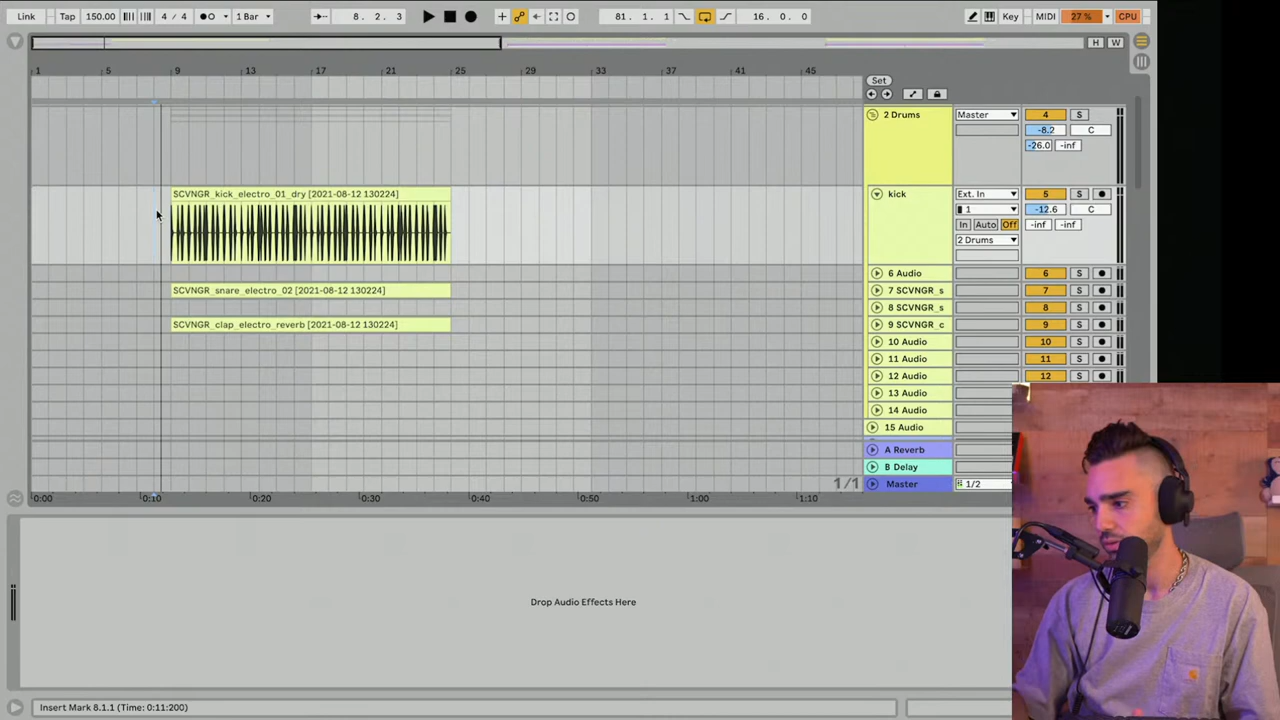 Link Tap 150.00 4 / 4 1 Bar 8. 2. 3 81. 1. 1 16. 0. 0 Key MIDI 27 % CPU
H W
1 5 9 13 17 21 25 29 33 37 41 45
Set
2 Drums Master 4 S
-8.2 C
-26.0 -inf
SCVNGR_kick_electro_01_dry [2021-08-12 130224] kick Ext. In 5 S
1 -12.6 C
In Auto Off -inf -inf
2 Drums
6 Audio 6 S
SCVNGR_snare_electro_02 [2021-08-12 130224] 7 SCVNGR_s 7 S
8 SCVNGR_s 8 S
SCVNGR_clap_electro_reverb [2021-08-12 130224] 9 SCVNGR_c 9 S
10 Audio 10 S
11 Audio 11 S
12 Audio 12 S
13 Audio
14 Audio
15 Audio
A Reverb
B Delay
1/1 Master 1/2
0:00 0:10 0:20 0:30 0:40 0:50 1:00 1:10
Drop Audio Effects Here
Insert Mark 8.1.1 (Time: 0:11:200)